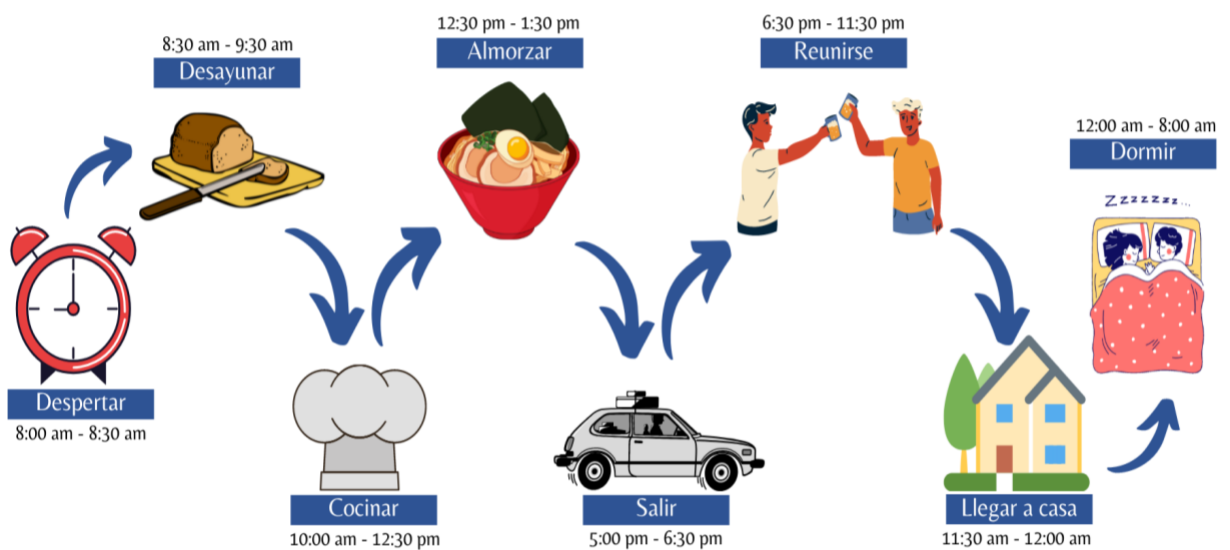 8:00 am - 8:30 am
Despertar
8:30 am - 9:30 am
Desayunar
Cocinar
10:00 am - 12:30 pm
12:30 pm - 1:30 pm
Almorzar
Salir
5:00 pm - 6:30 pm
6:30 pm - 11:30 pm
Reunirse
Llegar a casa
11:30 am - 12:00 am
12:00 am - 8:00 am
Dormir
Zzzzzzz...